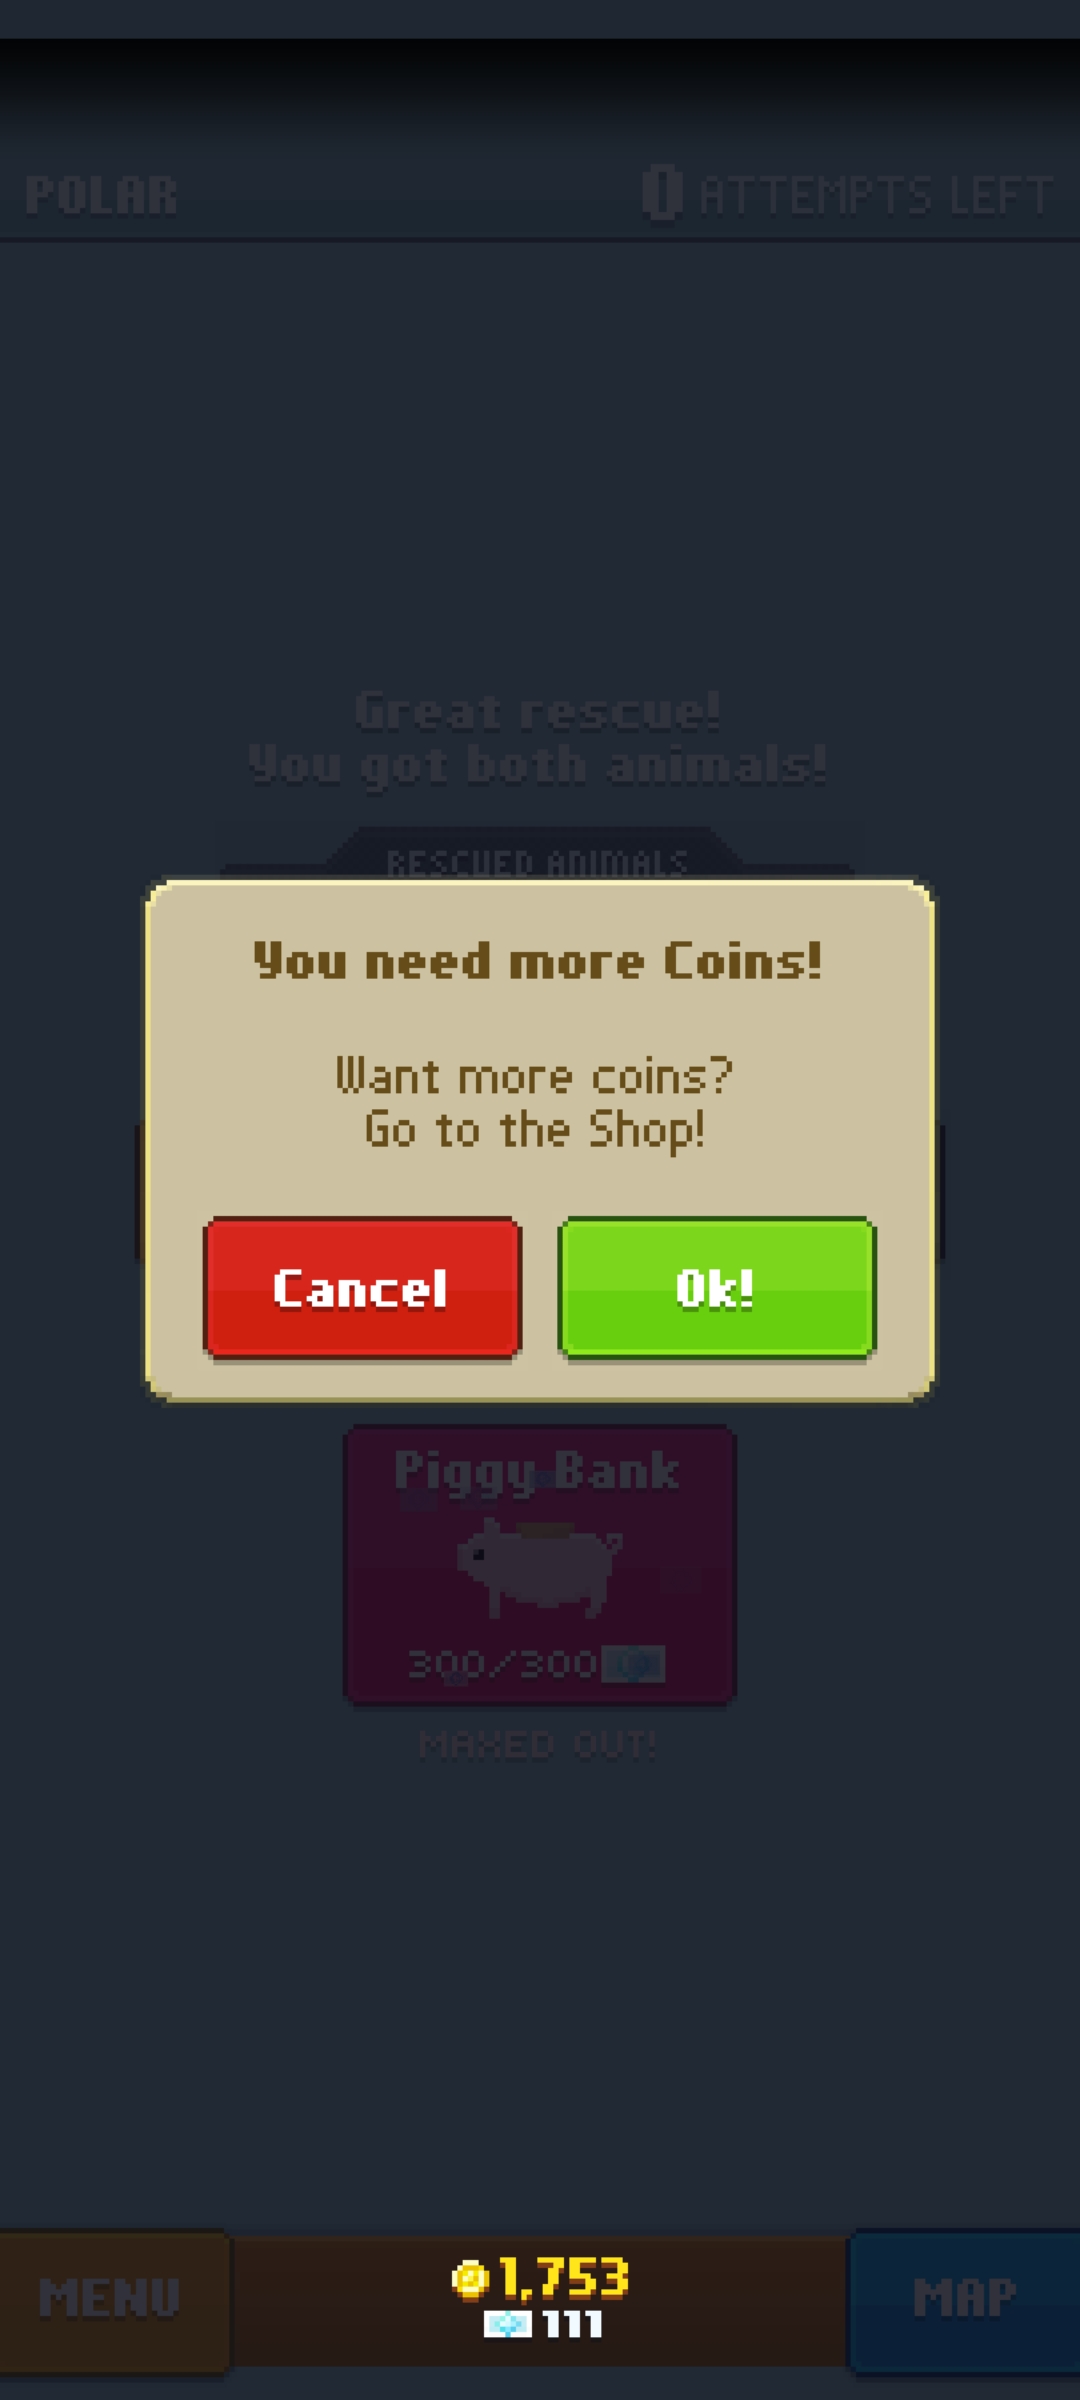 POLAR
0 ATTEMPTS LEFT
Great rescue!
You got both animals!
RESCUED ANIMALS
You need more Coins!
Want more coins?
Go to the Shop!
Cancel
Ok!
Piggy Bank
300/300
MAXED OUT!
MENU
1,753
111
MAP